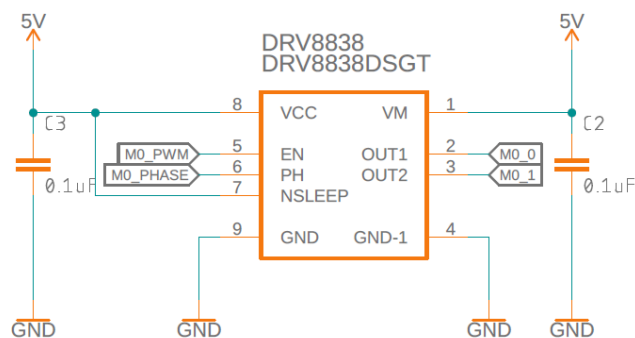 5V
5V
DRV8838
DRV8838DSGT
C3
8 VCC VM 1
C2
M0_PWM 5 EN OUT1 2 M0_0
M0_PHASE 6 PH OUT2 3 M0_1
0.1uF
7 NSLEEP
0.1uF
9 GND GND-1 4
GND
GND
GND
GND